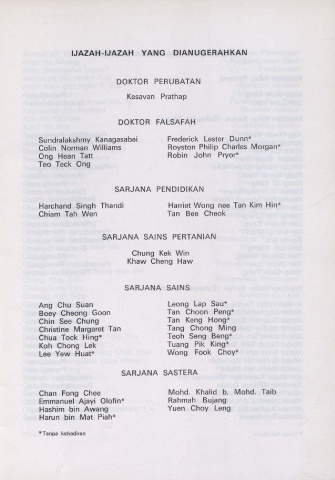 IJAZAH-IJAZAH YANG DIANUGERAHKAN
DOKTOR PERUBATAN
Kesavan Prathap
DOKTOR FALSAFAH
Sundralakshmy Kanagasabai
Colin Norman Williams
Ong Hean Tatt
Teo Teck Ong
Frederick Lester Dunn*
Royston Philip Charles Morgan*
Robin John Pryor*
SARJANA PENDIDIKAN
Harchand Singh Thandi
Chiam Tah Wen
Harriet Wong nee Tan Kim Hin*
Tan Bee Cheok
SARJANA SAINS PERTANIAN
Chung Kek Win
Khaw Cheng Haw
SARJANA SAINS
Ang Chu Suan
Boey Cheong Goon
Chin See Chung
Christine Margaret Tan
Chua Tock Hing*
Koh Chong Lek
Lee Yew Huat*
Leong Lap Sau*
Tan Choon Peng*
Tan Keng Hong*
Tang Chong Ming
Teoh Seng Beng*
Tuang Pik King*
Wong Fook Choy*
SARJANA SASTERA
Chan Fong Chee
Emmanuel Ajayi Olofin*
Hashim bin Awang
Harun bin Mat Piah*
Mohd. Khalid b. Mohd. Taib
Rahmah Bujang
Yuen Choy Leng
*Tanpa kehadiran